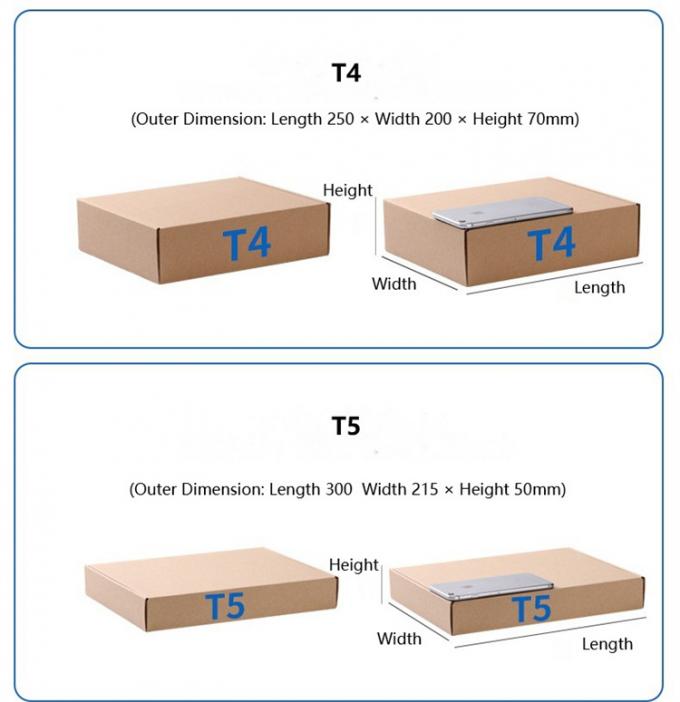 T4
(Outer Dimension: Length 250 × Width 200 × Height 70mm)
Height
T4
T4
Width
Length
T5
(Outer Dimension: Length 300 Width 215 × Height 50mm)
Height
T5
T5
Width
Length